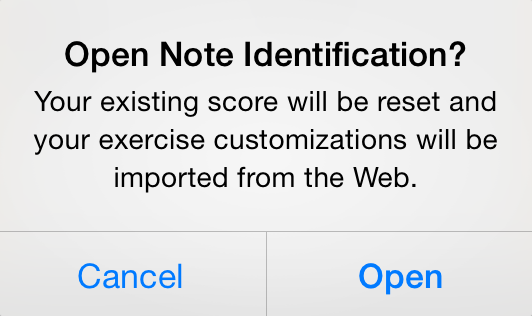 Open Note Identification?
Your existing score will be reset and
your exercise customizations will be
imported from the Web.
Cancel
Open